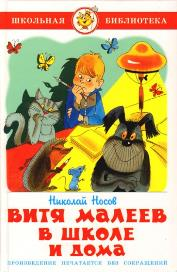 ШКОЛЬНАЯ БИБЛИОТЕКА
Николай Носов
ВИТЯ МАЛЕЕВ
В ШКОЛЕ
И ДОМА
ПРОИЗВЕДЕНИЕ ПЕЧАТАЕТСЯ БЕЗ СОКРАЩЕНИЙ